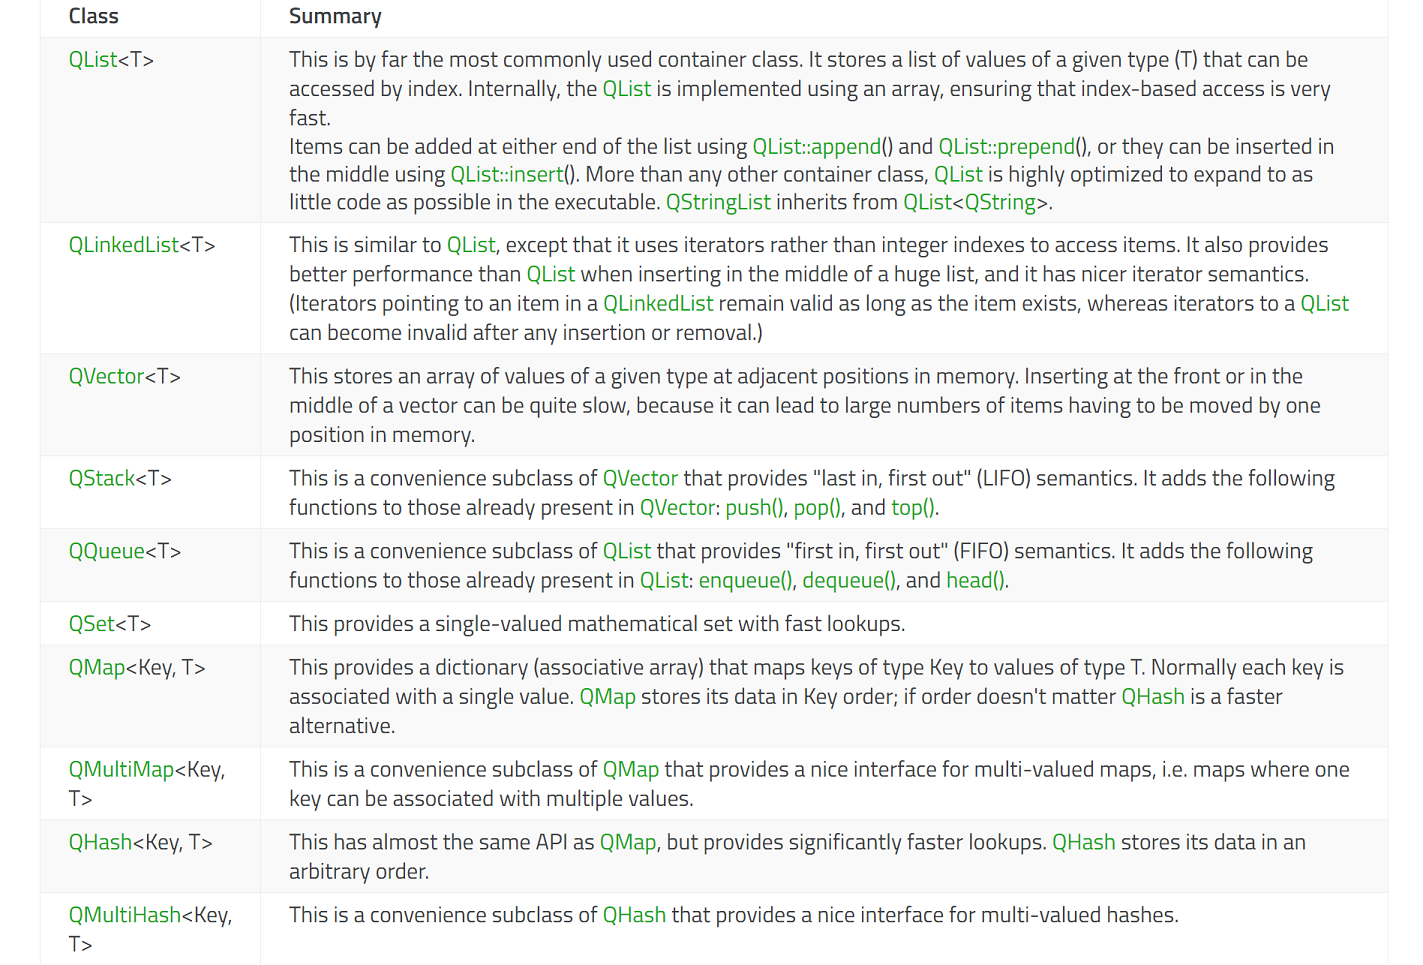 Class Summary
QList<T> This is by far the most commonly used container class. It stores a list of values of a given type (T) that can be
accessed by index. Internally, the QList is implemented using an array, ensuring that index-based access is very
fast.
Items can be added at either end of the list using QList::append() and QList::prepend(), or they can be inserted in
the middle using QList::insert(). More than any other container class, QList is highly optimized to expand to as
little code as possible in the executable. QStringList inherits from QList<QString>.
QLinkedList<T> This is similar to QList, except that it uses iterators rather than integer indexes to access items. It also provides
better performance than QList when inserting in the middle of a huge list, and it has nicer iterator semantics.
(Iterators pointing to an item in a QLinkedList remain valid as long as the item exists, whereas iterators to a QList
can become invalid after any insertion or removal.)
QVector<T> This stores an array of values of a given type at adjacent positions in memory. Inserting at the front or in the
middle of a vector can be quite slow, because it can lead to large numbers of items having to be moved by one
position in memory.
QStack<T> This is a convenience subclass of QVector that provides "last in, first out" (LIFO) semantics. It adds the following
functions to those already present in QVector: push(), pop(), and top().
QQueue<T> This is a convenience subclass of QList that provides "first in, first out" (FIFO) semantics. It adds the following
functions to those already present in QList: enqueue(), dequeue(), and head().
QSet<T> This provides a single-valued mathematical set with fast lookups.
QMap<Key, T> This provides a dictionary (associative array) that maps keys of type Key to values of type T. Normally each key is
associated with a single value. QMap stores its data in Key order; if order doesn't matter QHash is a faster
alternative.
QMultiMap<Key, This is a convenience subclass of QMap that provides a nice interface for multi-valued maps, i.e. maps where one
T> key can be associated with multiple values.
QHash<Key, T> This has almost the same API as QMap, but provides significantly faster lookups. QHash stores its data in an
arbitrary order.
QMultiHash<Key, This is a convenience subclass of QHash that provides a nice interface for multi-valued hashes.
T>